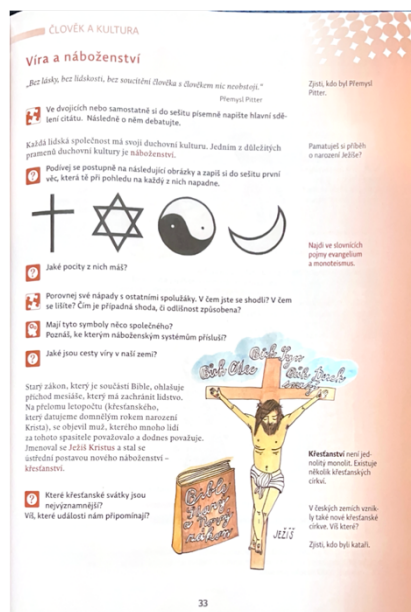 ČLOVĚK A KULTURA
Víra a náboženství
„Bez lásky, bez lidskosti, bez soucítění člověka s člověkem nic neobstojí."
Přemysl Pitter
Zjisti, kdo byl Přemysl
Pitter.
Ve dvojicích nebo samostatně si do sešitu písemně napište hlavní sdě-
lení citátu. Následně o něm debatujte.
Každá lidská společnost má svoji duchovní kulturu. Jedním z důležitých
pramenů duchovní kultury je náboženství.
Pamatuješ si příběh
o narození Ježíše?
Podívej se postupně na následující obrázky a zapiš si do sešitu první
věc, která tě při pohledu na každý z nich napadne.
Najdi ve slovnících
pojmy evangelium
a monoteismus.
Jaké pocity z nich máš?
Porovnej své nápady s ostatními spolužáky. V čem jste se shodli? V čem
se lišíte? Čím je případná shoda, či odlišnost způsobena?
Mají tyto symboly něco společného?
Poznáš, ke kterým náboženským systémům přísluší?
Jaké jsou cesty víry v naší zemi?
Bůh Otec
Bůh Syn
Bůh Duch
svatý
Starý zákon, který je součástí Bible, ohlašuje
příchod mesiáše, který má zachránit lidstvo.
Na přelomu letopočtu (křesťanského,
který datujeme domnělým rokem narození
Krista), se objevil muž, kterého mnoho lidí
za tohoto spasitele považovalo a dodnes považuje.
Jmenoval se Ježíš Kristus a stal se
ústřední postavou nového náboženství –
křesťanství.
Křesťanství není jed-
nolitý monolit. Existuje
několik křesťanských
církví.
Které křesťanské svátky jsou
nejvýznamnější?
Víš, které události nám připomínají?
Bible
Starý
a Nový
zákon
JEŽÍŠ
V českých zemích vznik-
ly také nové křesťanské
církve. Víš které?
Zjisti, kdo byli kataři.
33